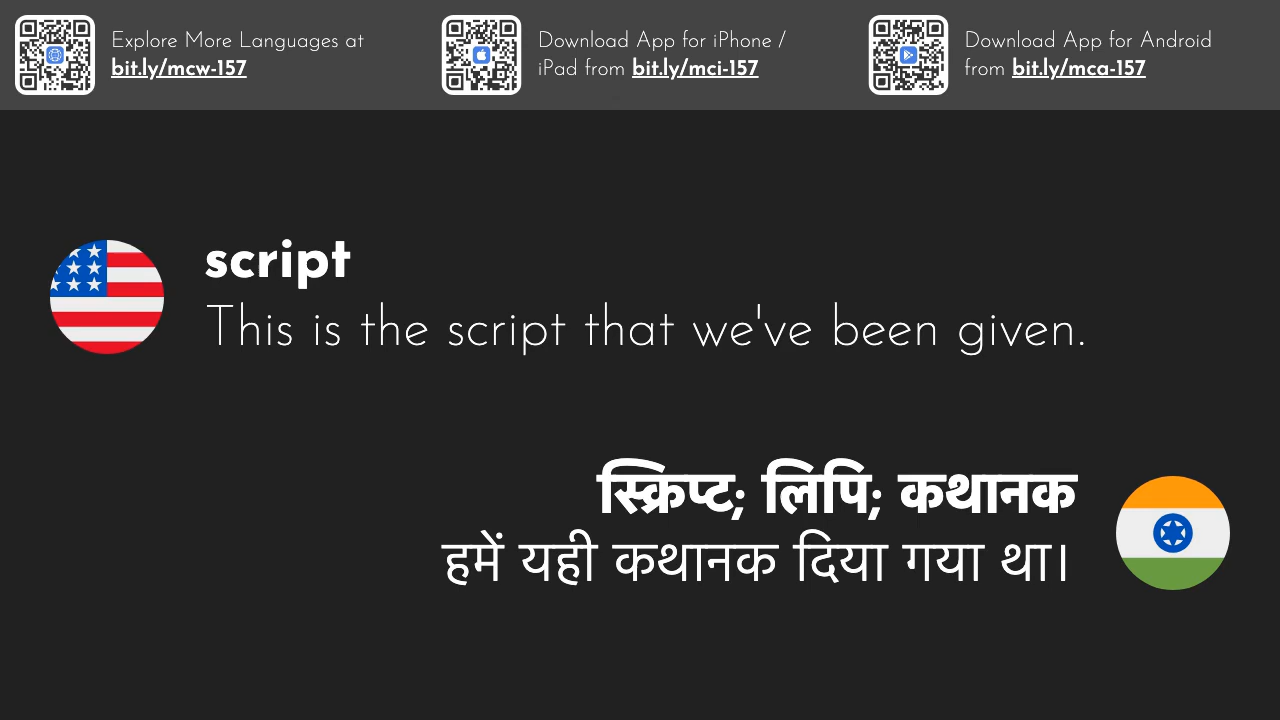 Explore More Languages at
bit.ly/mcw-157
Download App for iPhone /
iPad from bit.ly/mci-157
Download App for Android
from bit.ly/mca-157
script
This is the script that we've been given.
स्क्रिप्ट; लिपि; कथानक
हमें यही कथानक दिया गया था।